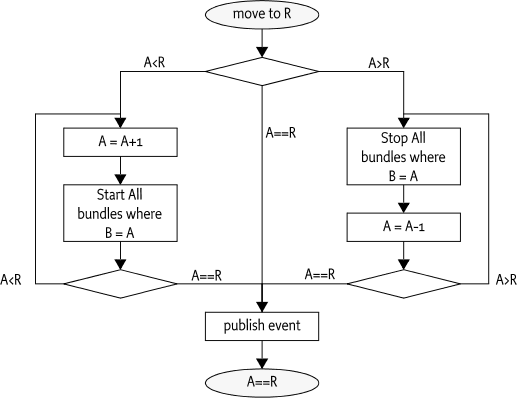 move to R
A<R
A>R
A==R
A = A+1
Stop All
bundles where
B = A
Start All
bundles where
B = A
A = A-1
A<R
A==R
A==R
A>R
publish event
A==R